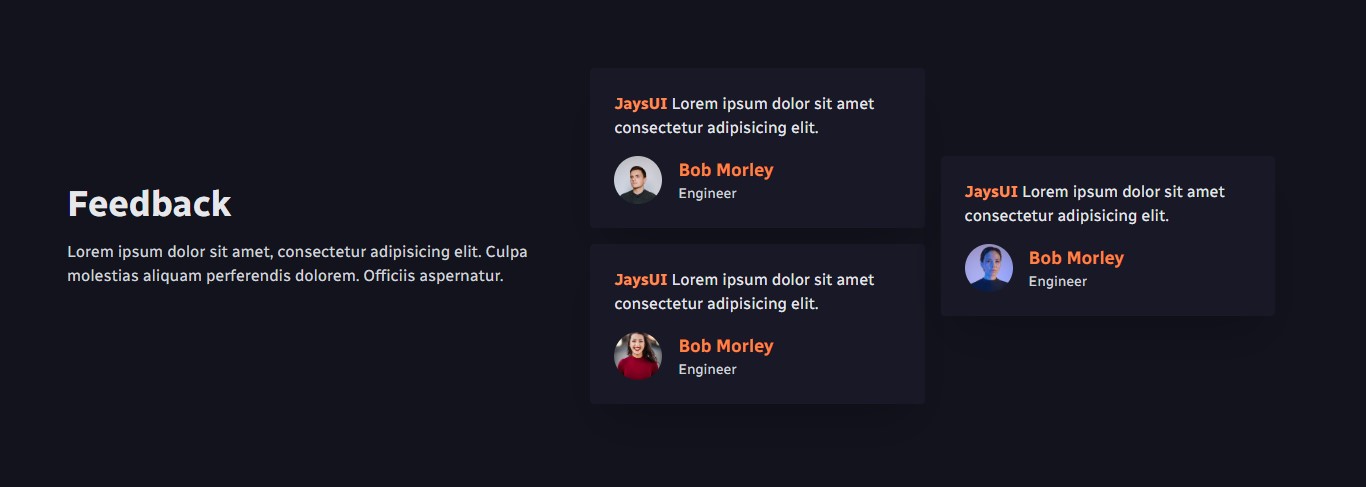 Feedback
Lorem ipsum dolor sit amet, consectetur adipisicing elit. Culpa
molestias aliquam perferendis dolorem. Officiis aspernatur.
JaysUI Lorem ipsum dolor sit amet
consectetur adipisicing elit.
Bob Morley
Engineer
JaysUI Lorem ipsum dolor sit amet
consectetur adipisicing elit.
Bob Morley
Engineer
JaysUI Lorem ipsum dolor sit amet
consectetur adipisicing elit.
Bob Morley
Engineer